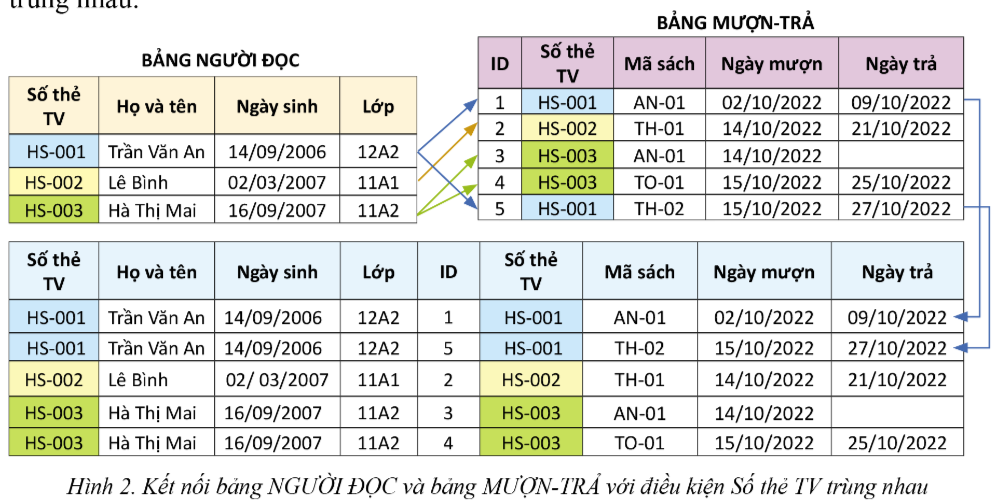 trùng nhau.
BẢNG NGƯỜI ĐỌC
Số thẻ TV Họ và tên Ngày sinh Lớp
HS-001 Trần Văn An 14/09/2006 12A2
HS-002 Lê Bình 02/03/2007 11A1
HS-003 Hà Thị Mai 16/09/2007 11A2
BẢNG MƯỢN-TRẢ
ID Số thẻ TV Mã sách Ngày mượn Ngày trả
1 HS-001 AN-01 02/10/2022 09/10/2022
2 HS-002 TH-01 14/10/2022 21/10/2022
3 HS-003 AN-01 14/10/2022
4 HS-003 TO-01 15/10/2022 25/10/2022
5 HS-001 TH-02 15/10/2022 27/10/2022
Số thẻ TV Họ và tên Ngày sinh Lớp ID Số thẻ TV Mã sách Ngày mượn Ngày trả
HS-001 Trần Văn An 14/09/2006 12A2 1 HS-001 AN-01 02/10/2022 09/10/2022
HS-001 Trần Văn An 14/09/2006 12A2 5 HS-001 TH-02 15/10/2022 27/10/2022
HS-002 Lê Bình 02/ 03/2007 11A1 2 HS-002 TH-01 14/10/2022 21/10/2022
HS-003 Hà Thị Mai 16/09/2007 11A2 3 HS-003 AN-01 14/10/2022
HS-003 Hà Thị Mai 16/09/2007 11A2 4 HS-003 TO-01 15/10/2022 25/10/2022
Hình 2. Kết nối bảng NGƯỜI ĐỌC và bảng MƯỢN-TRẢ với điều kiện Số thẻ TV trùng nhau